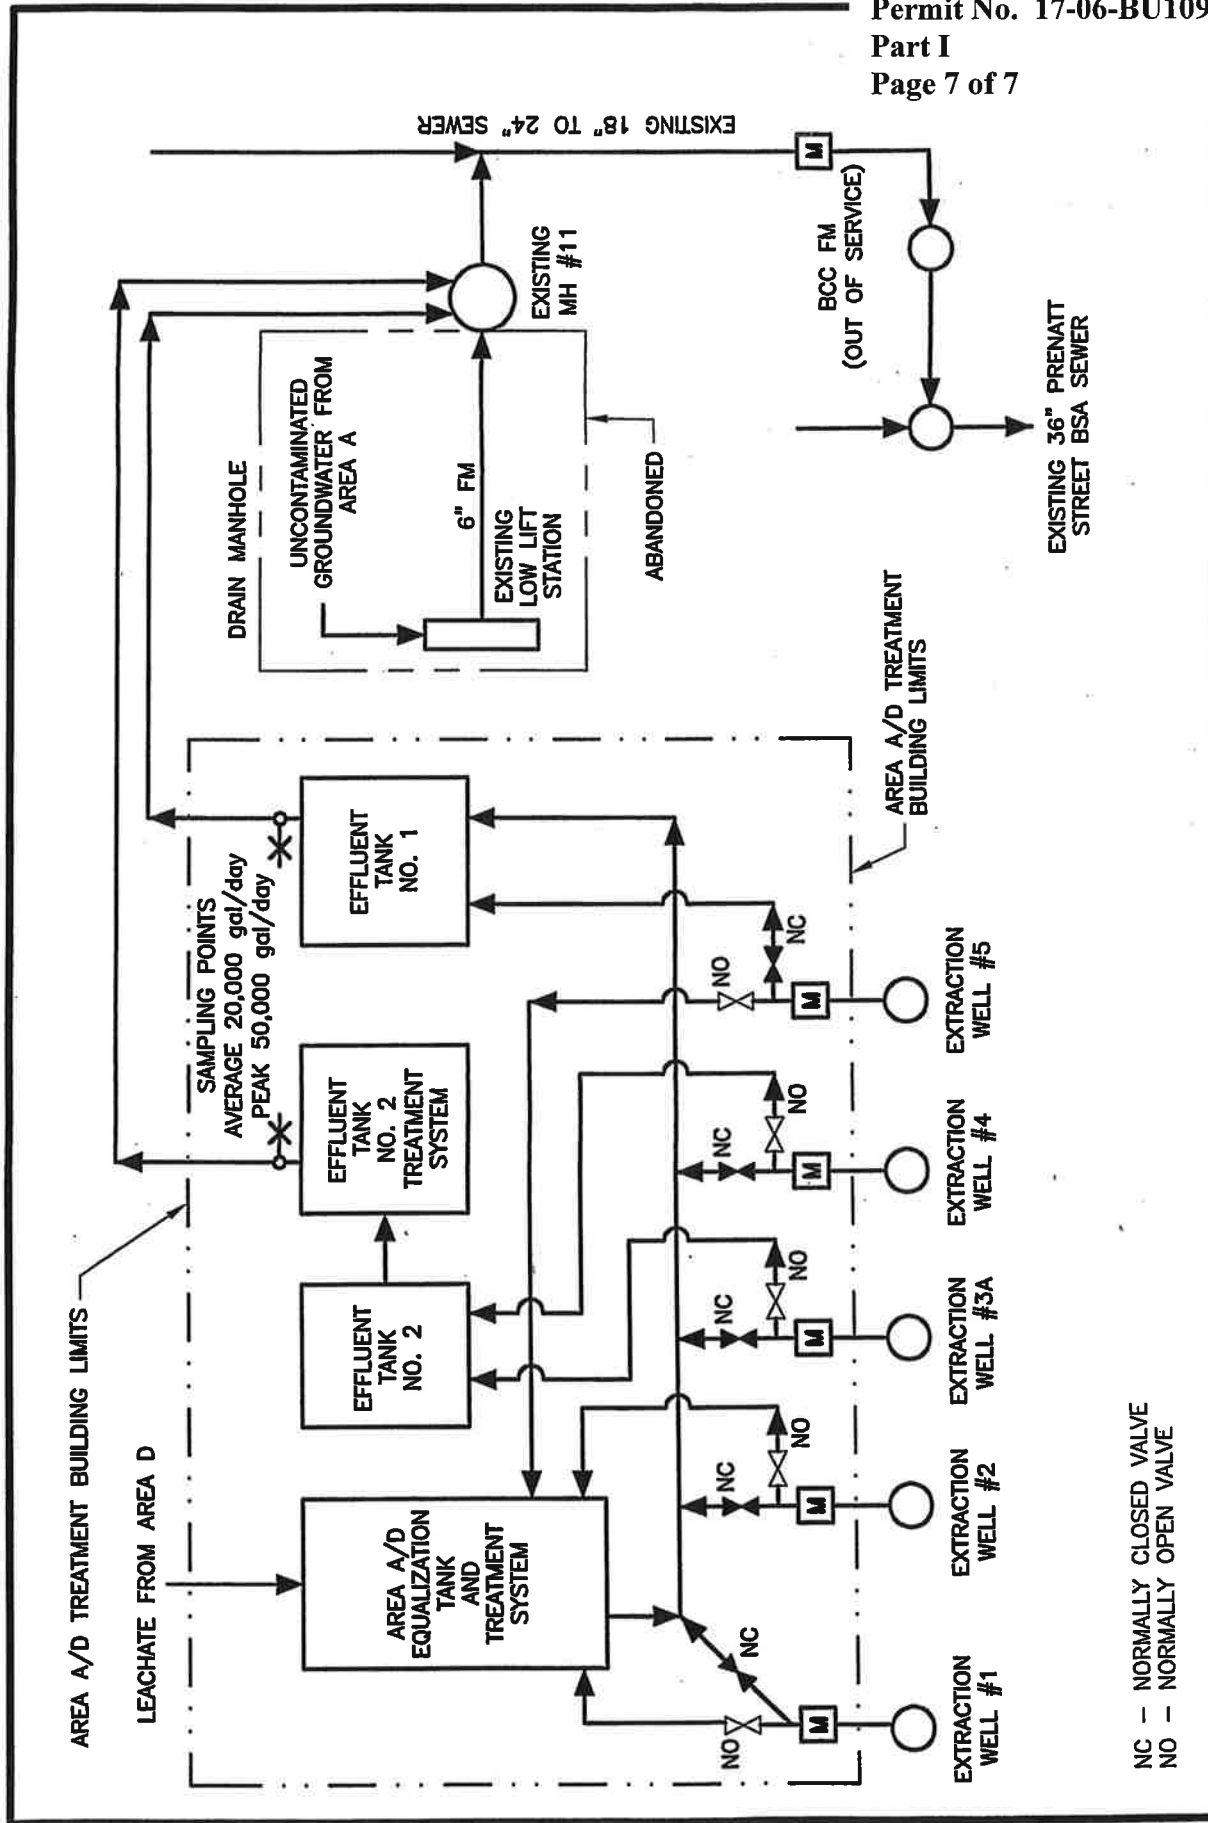 Permit No. 17-06-BU109
Part I
Page 7 of 7
AREA A/D TREATMENT BUILDING LIMITS
LEACHATE FROM AREA D
AREA A/D
EQUALIZATION
TANK
AND
TREATMENT
SYSTEM
EFFLUENT
TANK
NO. 2
EFFLUENT
TANK
NO. 2
TREATMENT
SYSTEM
EFFLUENT
TANK
NO. 1
SAMPLING POINTS
AVERAGE 20,000 gal/day
PEAK 50,000 gal/day
DRAIN MANHOLE
UNCONTAMINATED
GROUNDWATER FROM
AREA A
6" FM
EXISTING
LOW LIFT
STATION
ABANDONED
EXISTING
MH #11
EXISTING 18" TO 24" SEWER
M
BCC FM
(OUT OF SERVICE)
EXISTING 36" PRENATT
STREET BSA SEWER
AREA A/D TREATMENT
BUILDING LIMITS
NO
NC
M
EXTRACTION
WELL #1
NC
NO
M
EXTRACTION
WELL #2
NC
NO
M
EXTRACTION
WELL #3A
NC
NO
M
EXTRACTION
WELL #4
NO
NC
M
EXTRACTION
WELL #5
NC – NORMALLY CLOSED VALVE
NO – NORMALLY OPEN VALVE